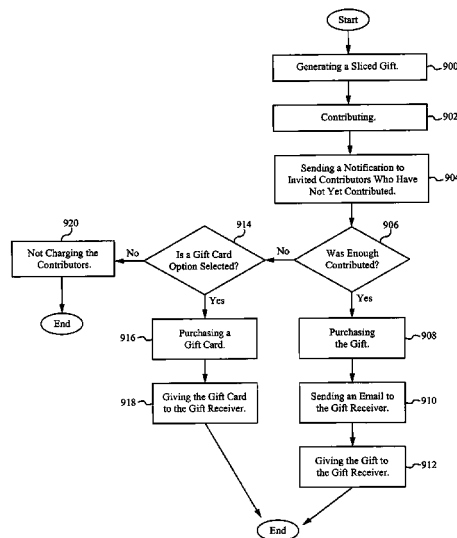 Start
Generating a Sliced Gift.
900
Contributing.
902
Sending a Notification to
Invited Contributors Who Have
Not Yet Contributed.
904
906
Was Enough
Contributed?
No
Yes
914
Is a Gift Card
Option Selected?
No
Yes
920
Not Charging the
Contributors.
End
916
Purchasing a
Gift Card.
918
Giving the Gift Card
to the Gift Receiver.
Purchasing
the Gift.
908
Sending an Email to
the Gift Receiver.
910
Giving the Gift to
the Gift Receiver.
912
End